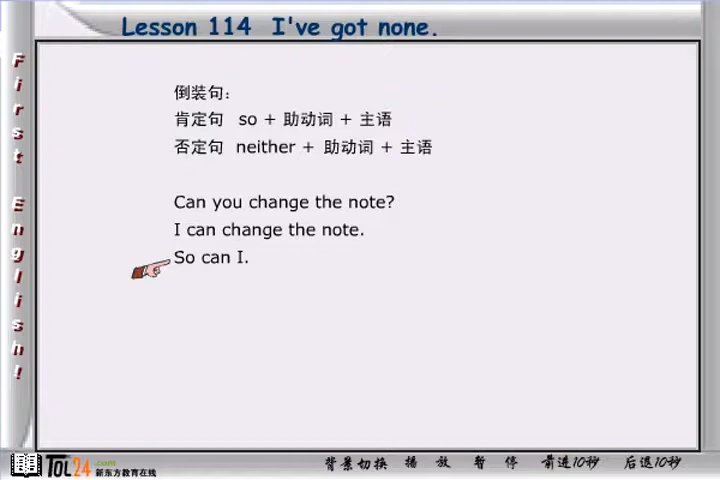 Lesson 114 I've got none.
First English!
倒装句：
肯定句 so + 助动词 + 主语
否定句 neither + 助动词 + 主语
Can you change the note?
I can change the note.
So can I.
TOL24.com
新东方教育在线
背景切换 播放 暂停 前进10秒 后退10秒